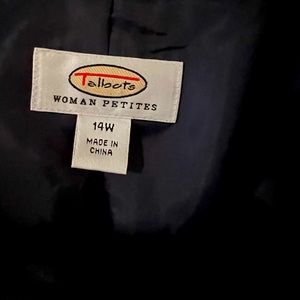 Talbots
WOMAN PETITES
14W
MADE IN
CHINA